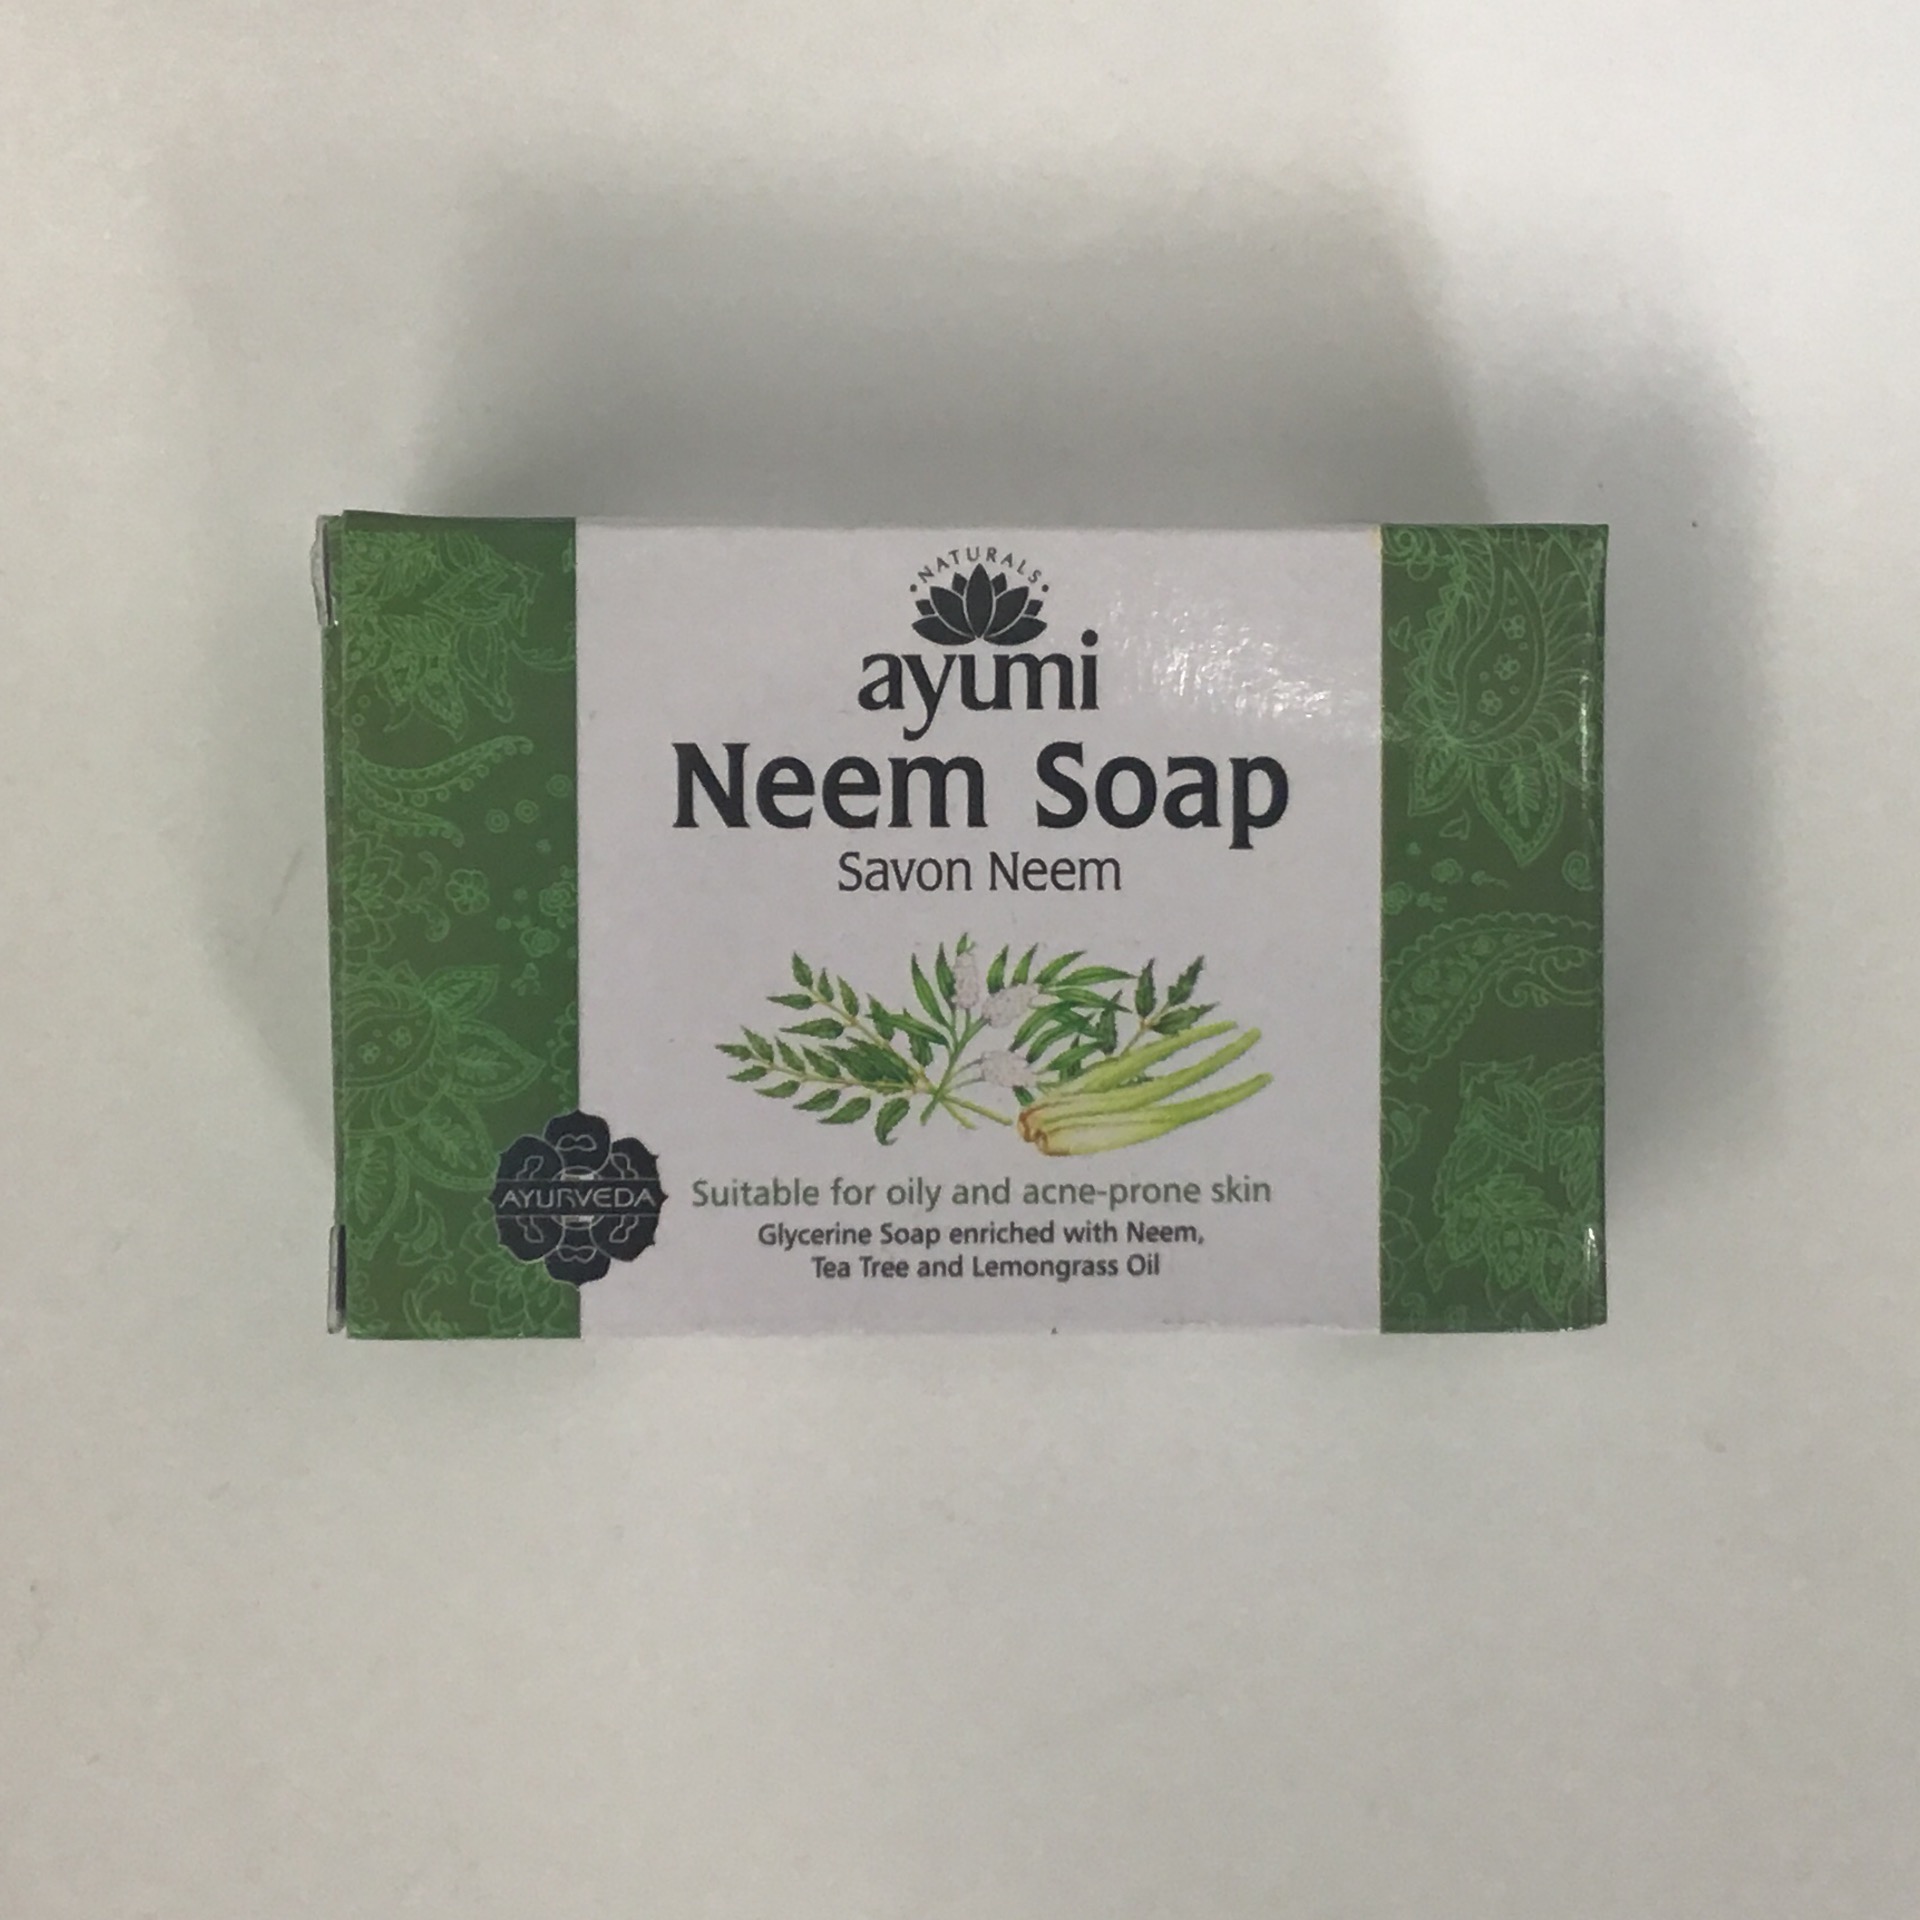 NATURALS
ayumi
Neem Soap
Savon Neem
AYURVEDA
Suitable for oily and acne-prone skin
Glycerine Soap enriched with Neem,
Tea Tree and Lemongrass Oil